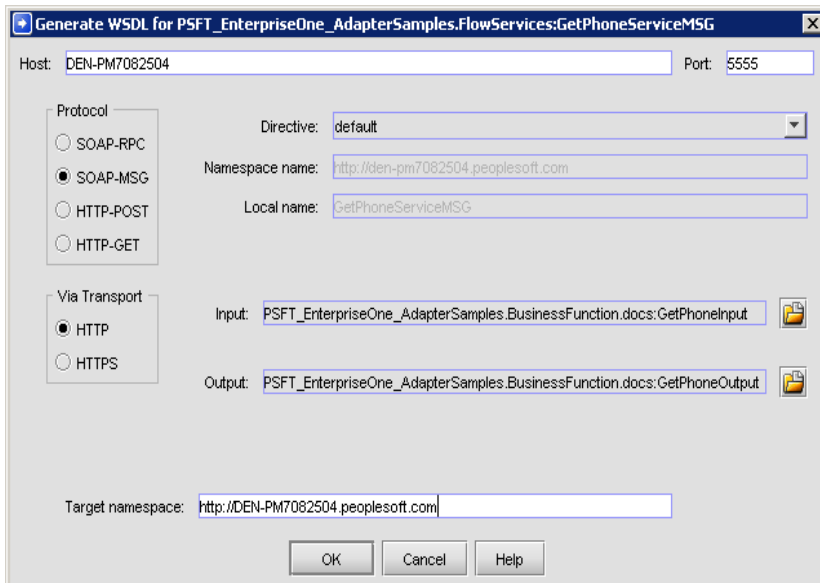 Generate WSDL for PSFT_EnterpriseOne_AdapterSamples.FlowServices:GetPhoneServiceMSG
Host: DEN-PM7082504 Port: 5555
Protocol
SOAP-RPC
SOAP-MSG
HTTP-POST
HTTP-GET
Directive: default
Namespace name: http://den-pm7082504.peoplesoft.com
Local name: GetPhoneServiceMSG
Via Transport
HTTP
HTTPS
Input: PSFT_EnterpriseOne_AdapterSamples.BusinessFunction.docs:GetPhoneInput
Output: PSFT_EnterpriseOne_AdapterSamples.BusinessFunction.docs:GetPhoneOutput
Target namespace: http://DEN-PM7082504.peoplesoft.com
OK Cancel Help